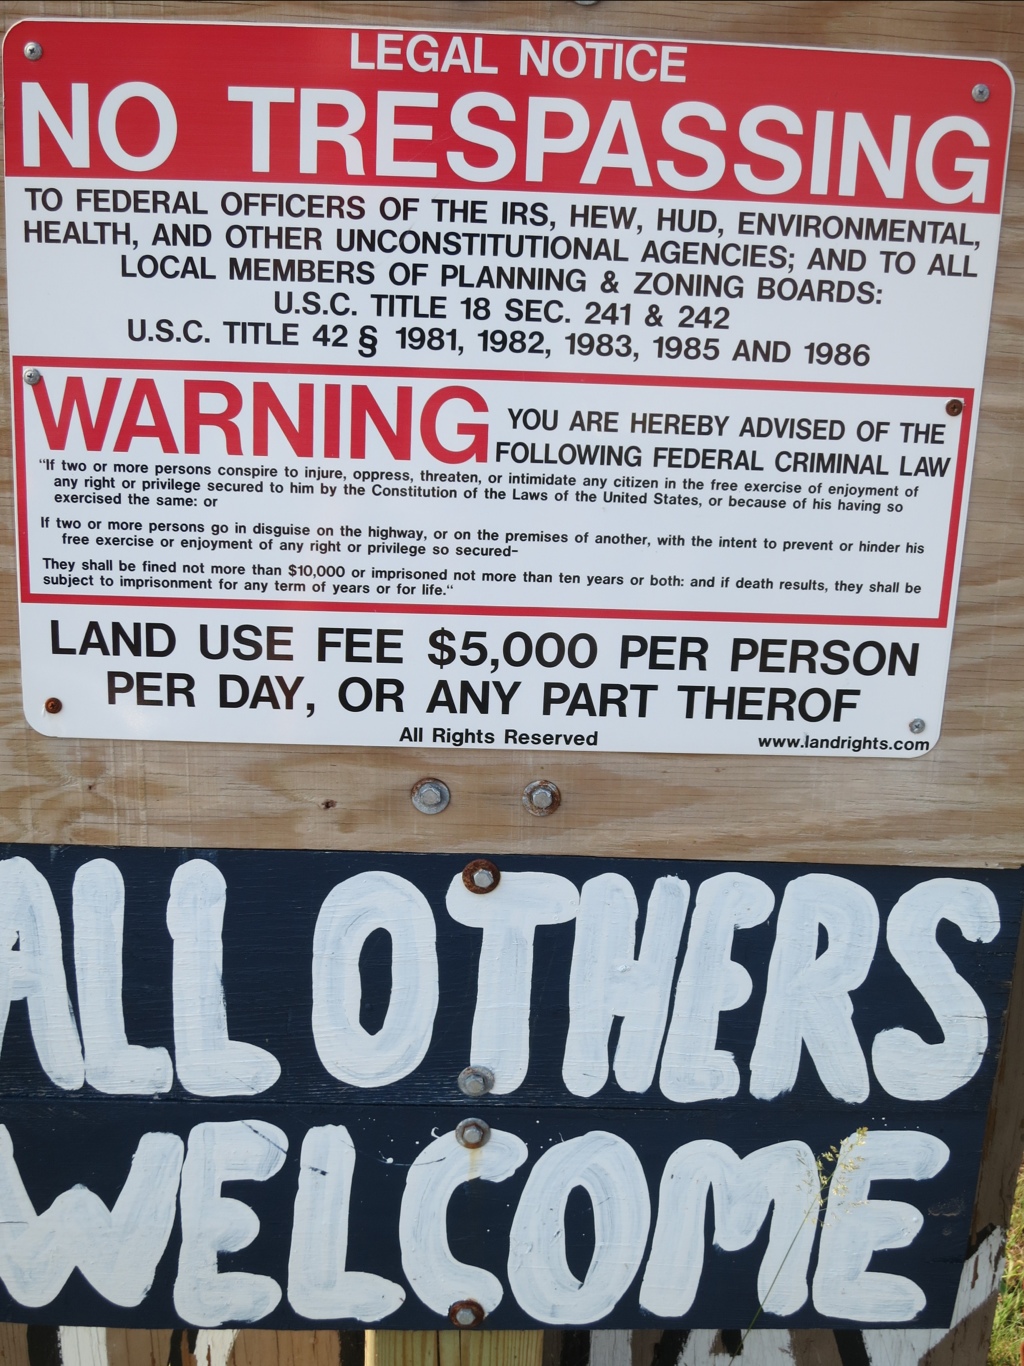 LEGAL NOTICE
NO TRESPASSING
TO FEDERAL OFFICERS OF THE IRS, HEW, HUD, ENVIRONMENTAL,
HEALTH, AND OTHER UNCONSTITUTIONAL AGENCIES; AND TO ALL
LOCAL MEMBERS OF PLANNING & ZONING BOARDS:
U.S.C. TITLE 18 SEC. 241 & 242
U.S.C. TITLE 42 § 1981, 1982, 1983, 1985 AND 1986
WARNING YOU ARE HEREBY ADVISED OF THE
FOLLOWING FEDERAL CRIMINAL LAW
"If two or more persons conspire to injure, oppress, threaten, or intimidate any citizen in the free exercise of enjoyment of
any right or privilege secured to him by the Constitution of the Laws of the United States, or because of his having so
exercised the same: or
If two or more persons go in disguise on the highway, or on the premises of another, with the intent to prevent or hinder his
free exercise or enjoyment of any right or privilege so secured–
They shall be fined not more than $10,000 or imprisoned not more than ten years or both: and if death results, they shall be
subject to imprisonment for any term of years or for life."
LAND USE FEE $5,000 PER PERSON
PER DAY, OR ANY PART THEROF
All Rights Reserved
www.landrights.com
ALL OTHERS
WELCOME